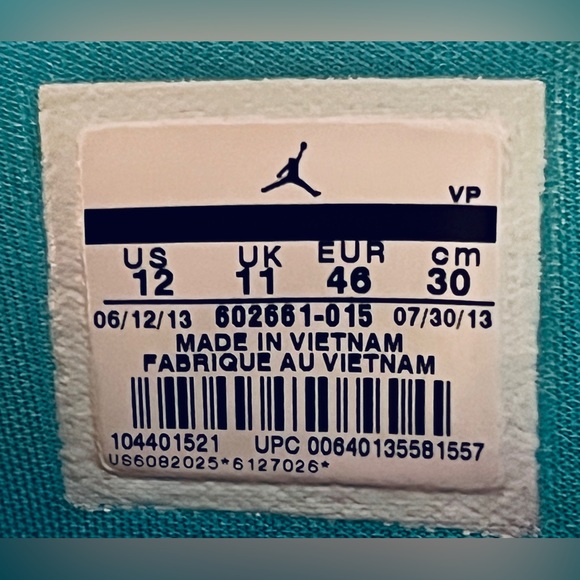 VP
US UK EUR cm
12 11 46 30
06/12/13 602661-015 07/30/13
MADE IN VIETNAM
FABRIQUE AU VIETNAM
104401521 UPC 00640135581557
US6082025*6127026*